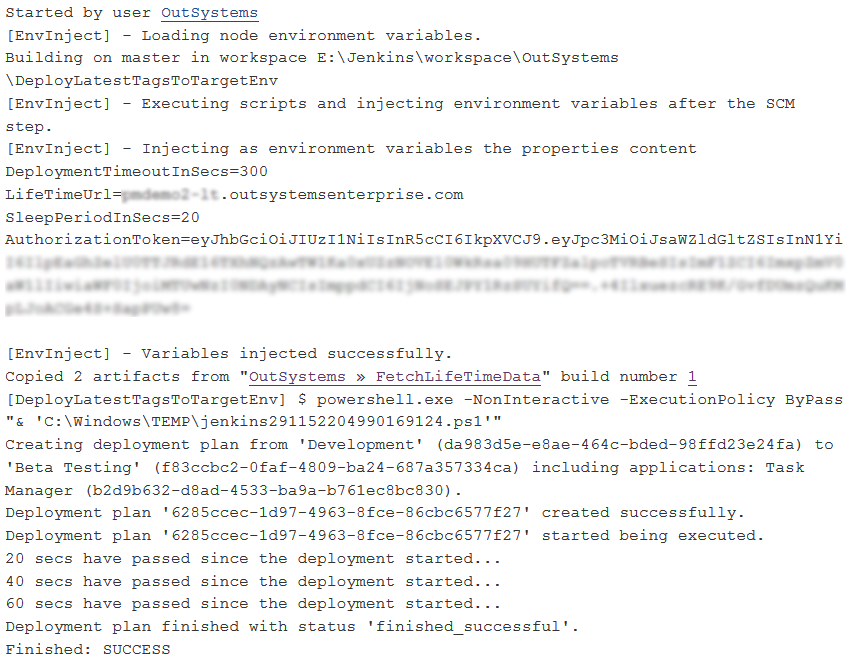 Started by user OutSystems
[EnvInject] - Loading node environment variables.
Building on master in workspace E:\Jenkins\workspace\OutSystems
\DeployLatestTagsToTargetEnv
[EnvInject] - Executing scripts and injecting environment variables after the SCM
step.
[EnvInject] - Injecting as environment variables the properties content
DeploymentTimeoutInSecs=300
LifeTimeUrl= .outsystemsenterprise.com
SleepPeriodInSecs=20
AuthorizationToken=eyJhbGciOiJIUzI1NiIsInR5cCI6IkpXVCJ9.eyJpc3MiOiJsaWZldGltZSIsInN1Yi
[EnvInject] - Variables injected successfully.
Copied 2 artifacts from "OutSystems » FetchLifeTimeData" build number 1
[DeployLatestTagsToTargetEnv] $ powershell.exe -NonInteractive -ExecutionPolicy ByPass
"& 'C:\Windows\TEMP\jenkins291152204990169124.ps1'"
Creating deployment plan from 'Development' (da983d5e-e8ae-464c-bded-98ffd23e24fa) to
'Beta Testing' (f83ccbc2-0faf-4809-ba24-687a357334ca) including applications: Task
Manager (b2d9b632-d8ad-4533-ba9a-b761ec8bc830).
Deployment plan '6285ccec-1d97-4963-8fce-86cbc6577f27' created successfully.
Deployment plan '6285ccec-1d97-4963-8fce-86cbc6577f27' started being executed.
20 secs have passed since the deployment started...
40 secs have passed since the deployment started...
60 secs have passed since the deployment started...
Deployment plan finished with status 'finished_successful'.
Finished: SUCCESS